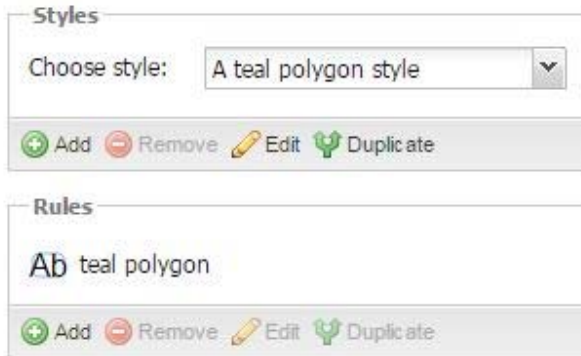 Styles
Choose style: A teal polygon style
Add Remove Edit Duplicate
Rules
Ab teal polygon
Add Remove Edit Duplicate